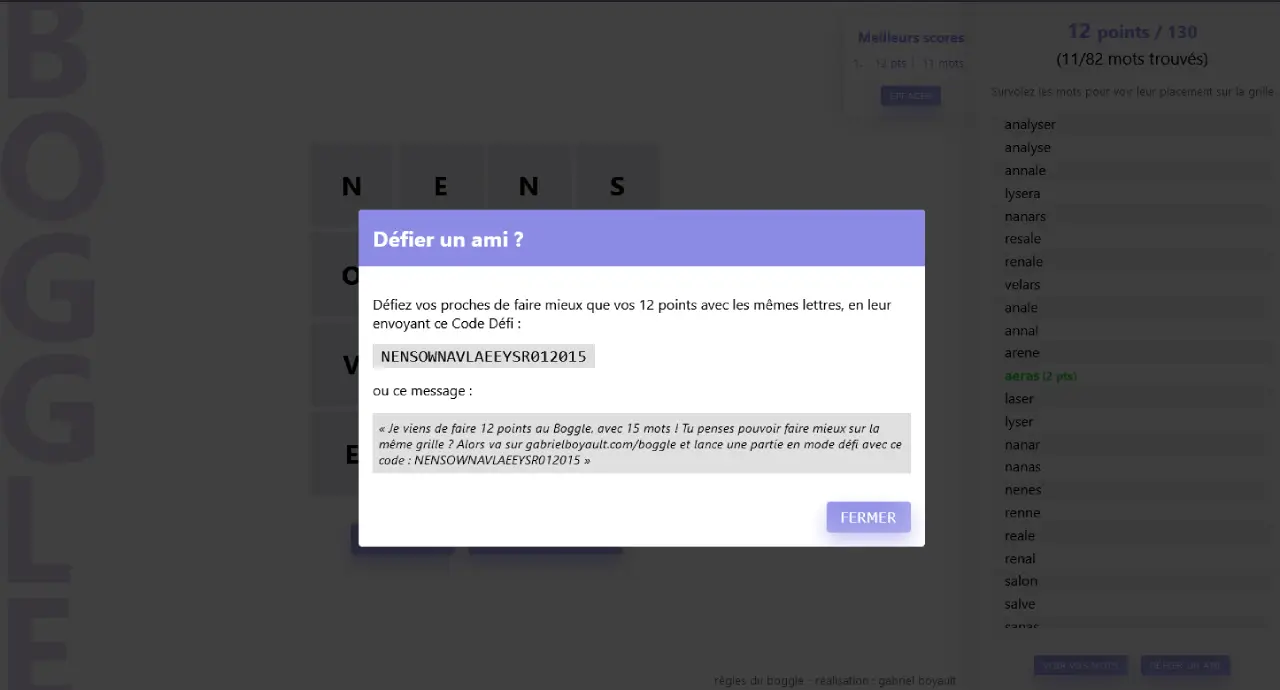 BOGGLE
Meilleurs scores
1. 12 pts | 11 mots
12 points / 130
(11/82 mots trouvés)
Survolez les mots pour voir leur placement sur la grille
analyser
analyse
annale
lysera
nanars
resale
renale
velars
anale
annal
arene
aeras (2 pts)
laser
lyser
nanar
nanas
nenes
renne
reale
renal
salon
salve
sanas
N E N S
O
V
E
Défier un ami ?
Défiez vos proches de faire mieux que vos 12 points avec les mêmes lettres, en leur
envoyant ce Code Défi :
NENSOWNAVLAEEYSR012015
ou ce message :
« Je viens de faire 12 points au Boggle, avec 15 mots ! Tu penses pouvoir faire mieux sur la
même grille ? Alors va sur gabrielboyault.com/boggle et lance une partie en mode défi avec ce
code : NENSOWNAVLAEEYSR012015 »
FERMER
DÉFIER UN AMI
règles du boggle - réalisation : gabriel boyault